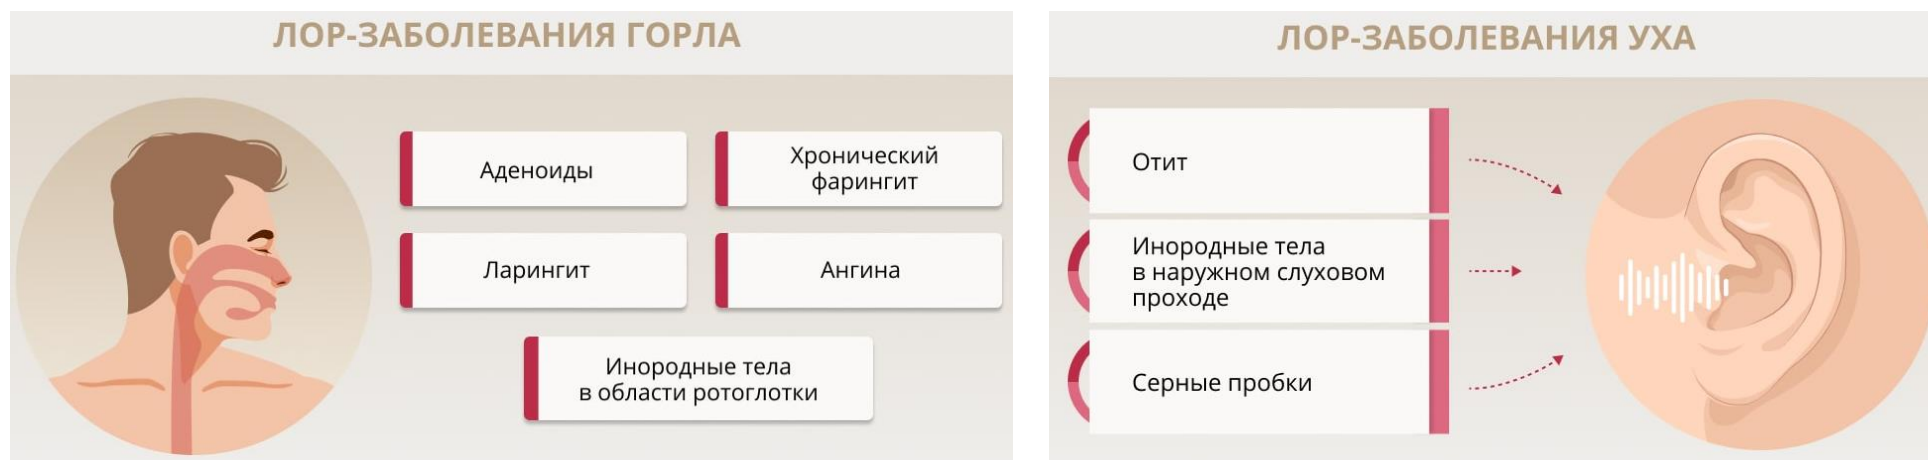 ЛОР-ЗАБОЛЕВАНИЯ ГОРЛА
Аденоиды
Хронический
фарингит
Ларингит
Ангина
Инородные тела
в области ротоглотки
ЛОР-ЗАБОЛЕВАНИЯ УХА
Отит
Инородные тела
в наружном слуховом
проходе
Серные пробки